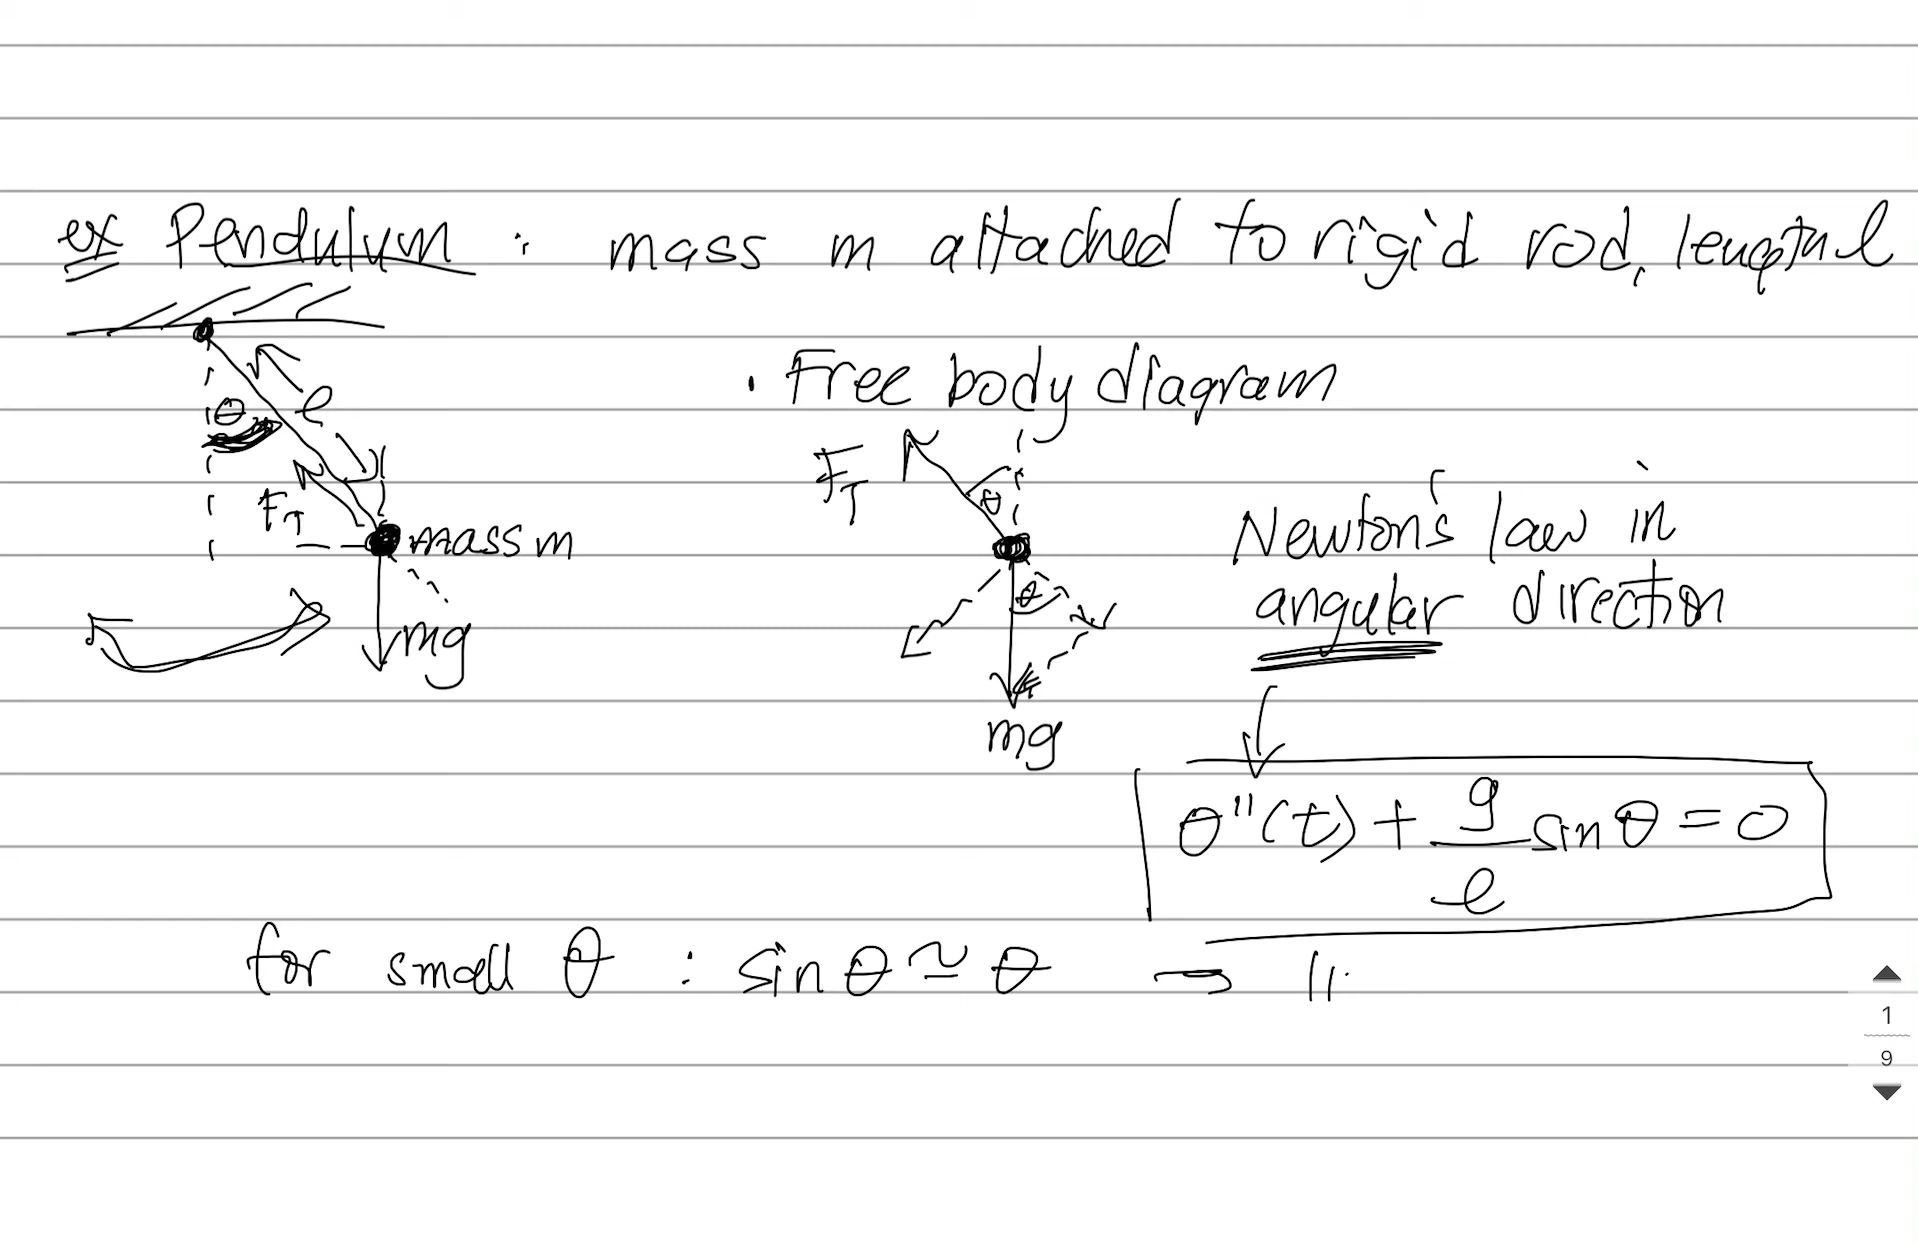 ex Pendulum : mass m attached to rigid rod, length l
θ
l
F_T
mass m
mg
· Free body diagram
F_T
θ
θ
mg
Newton's law in
angular direction
θ''(t) + g/l sin θ = 0
for small θ : sin θ ≃ θ → li
1
9